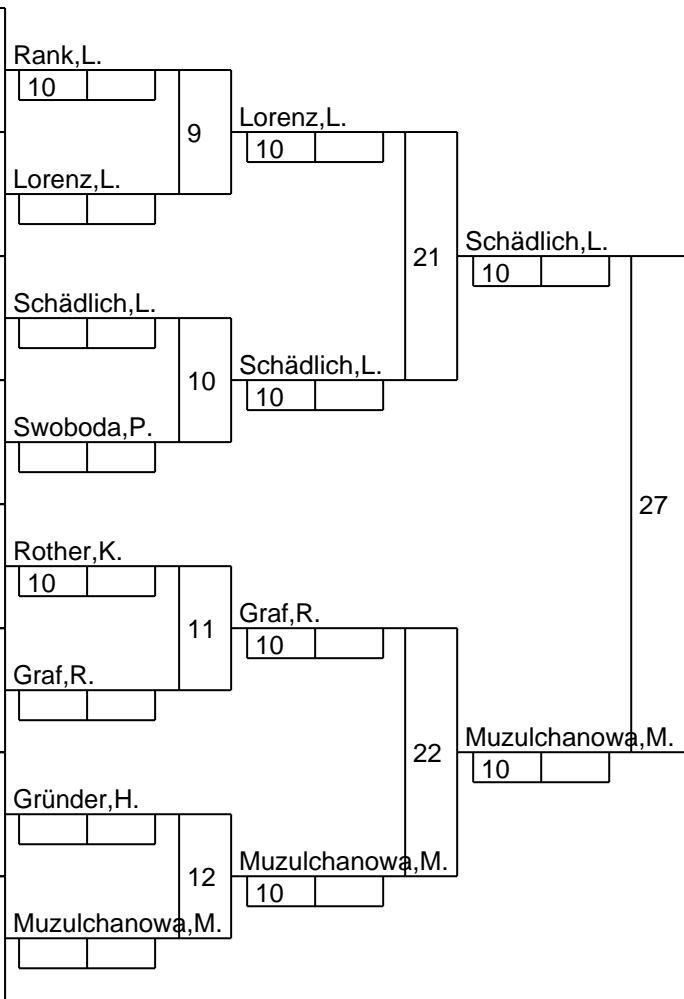 Rank,L.
10
9
Lorenz,L.
10
Lorenz,L.
21
Schädlich,L.
10
Schädlich,L.
10
Schädlich,L.
10
Swoboda,P.
27
Rother,K.
10
11
Graf,R.
10
Graf,R.
22
Muzulchanowa,M.
10
Gründer,H.
12
Muzulchanowa,M.
10
Muzulchanowa,M.